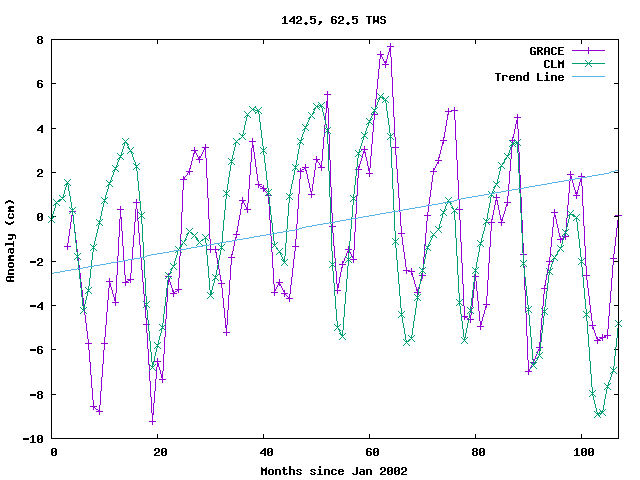 142.5, 62.5 TWS
GRACE
CLM
Trend Line
8
6
4
2
0
-2
-4
-6
-8
-10
Anomaly (cm)
0 20 40 60 80 100
Months since Jan 2002